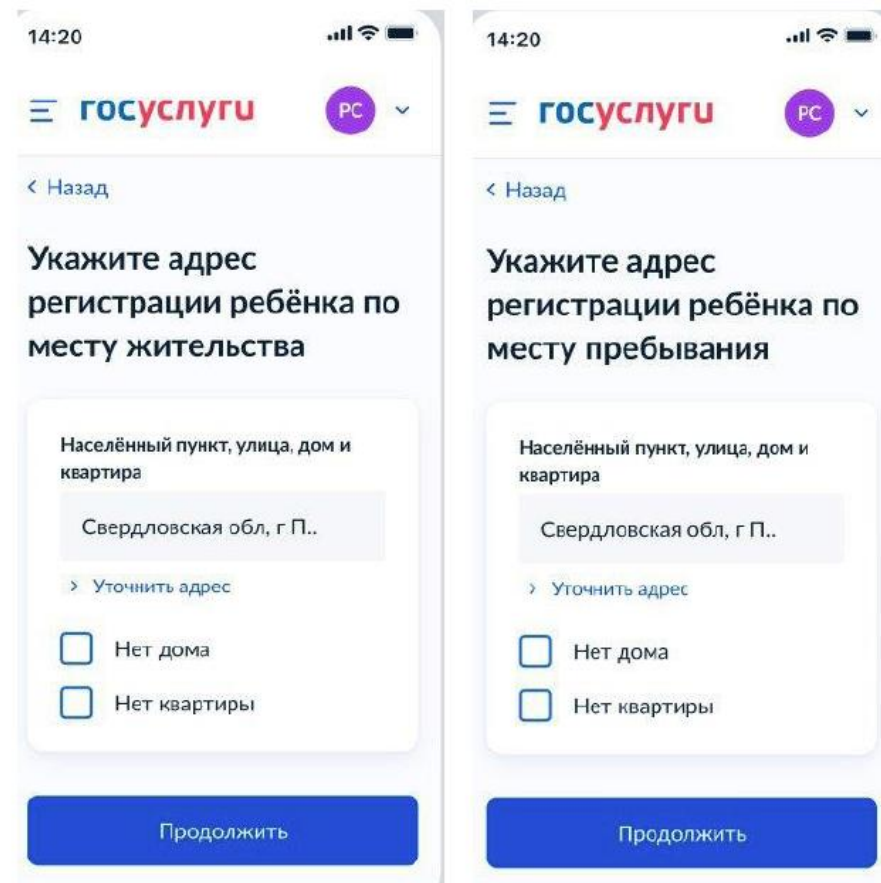 14:20
госуслуги
РС
Назад
Укажите адрес
регистрации ребёнка по
месту жительства
Населённый пункт, улица, дом и
квартира
Свердловская обл, г П..
Уточнить адрес
Нет дома
Нет квартиры
Продолжить
14:20
госуслуги
РС
Назад
Укажите адрес
регистрации ребёнка по
месту пребывания
Населённый пункт, улица, дом и
квартира
Свердловская обл, г П..
Уточнить адрес
Нет дома
Нет квартиры
Продолжить